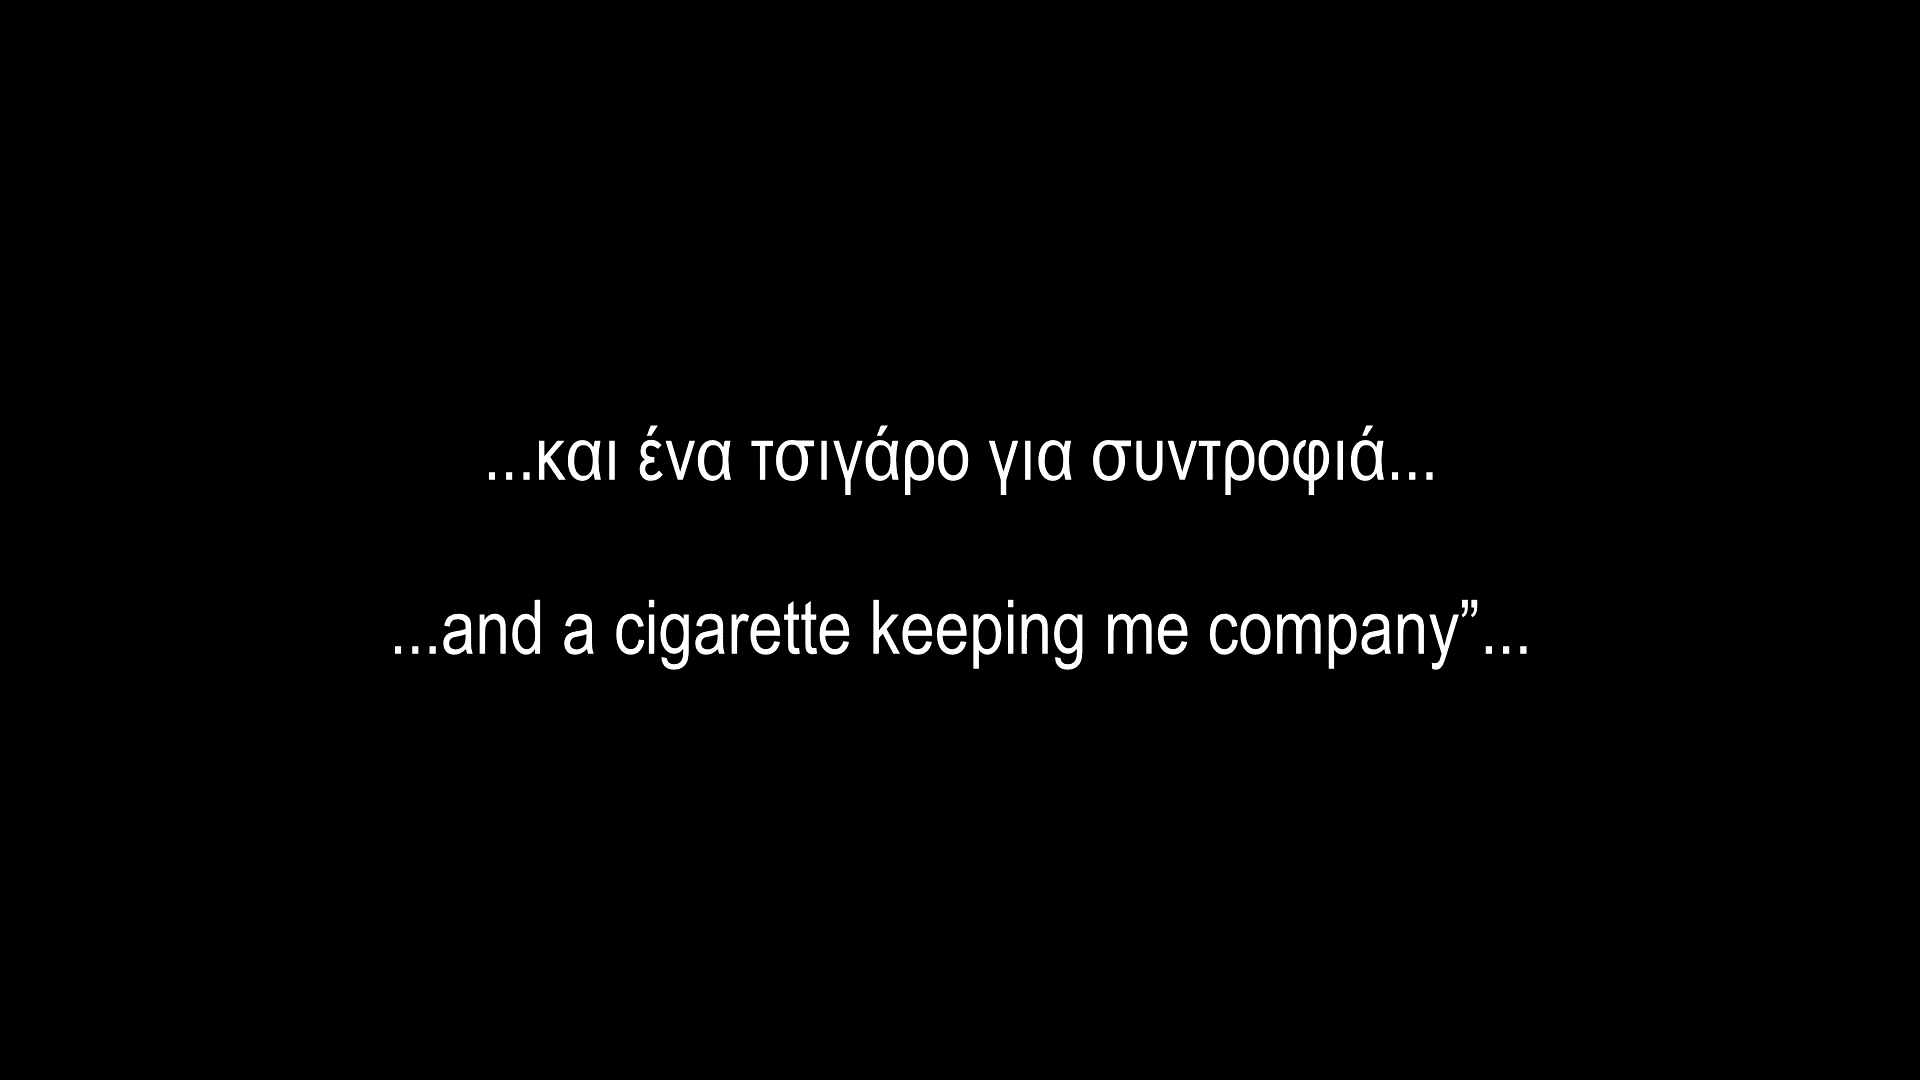 ...και ένα τσιγάρο για συντροφιά...
...and a cigarette keeping me company”...